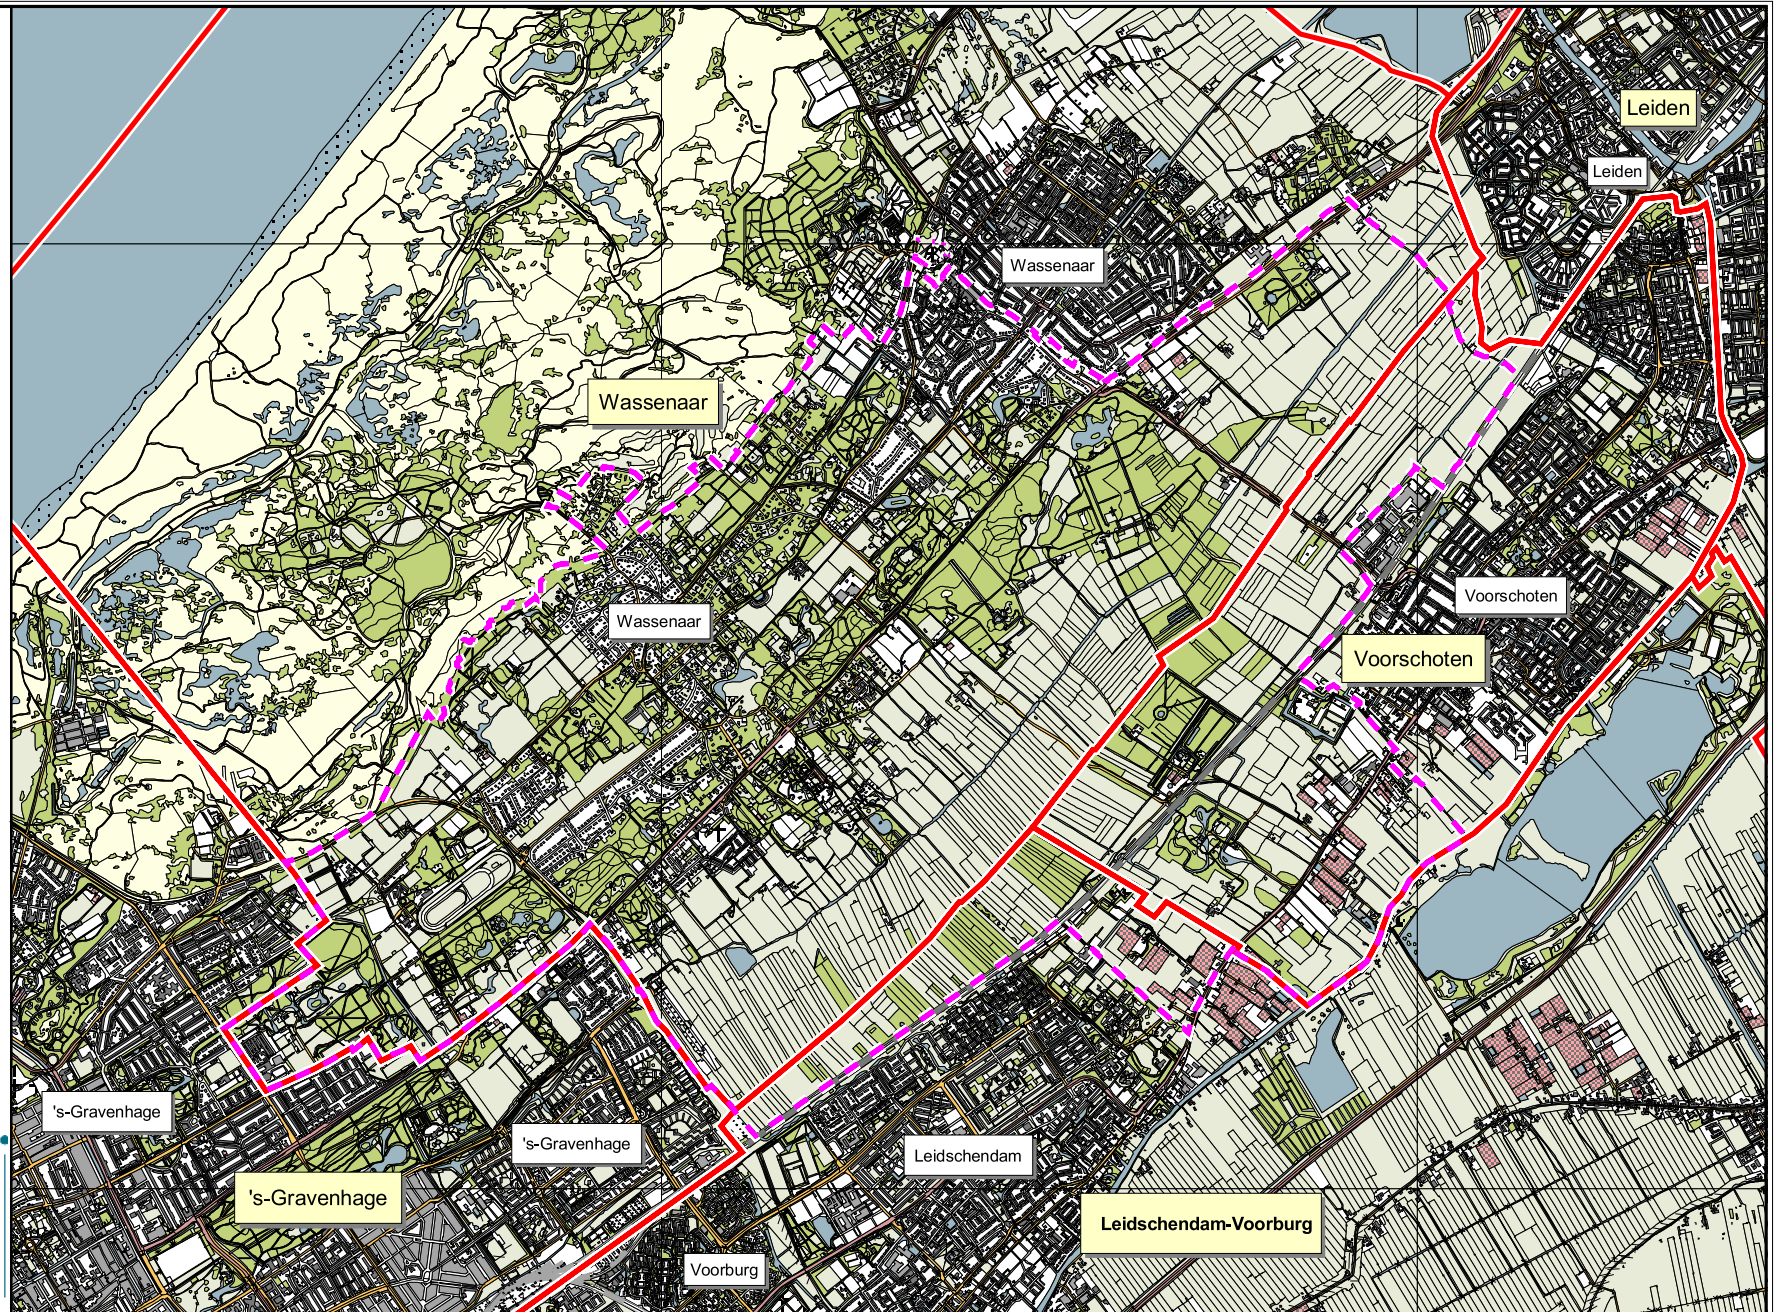 Leiden
Leiden
Wassenaar
Wassenaar
Voorschoten
Wassenaar
Voorschoten
's-Gravenhage
's-Gravenhage
Leidschendam
's-Gravenhage
Leidschendam-Voorburg
Voorburg